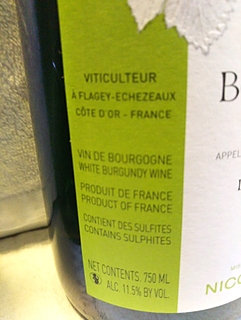 VITICULTEUR
À FLAGEY-ECHEZEAUX
CÔTE D'OR - FRANCE
VIN DE BOURGOGNE
WHITE BURGUNDY WINE
PRODUIT DE FRANCE
PRODUCT OF FRANCE
CONTIENT DES SULFITES
CONTAINS SULPHITES
NET CONTENTS 750 ML
ALC. 11.5% BY VOL.
B
APPEL
NICO